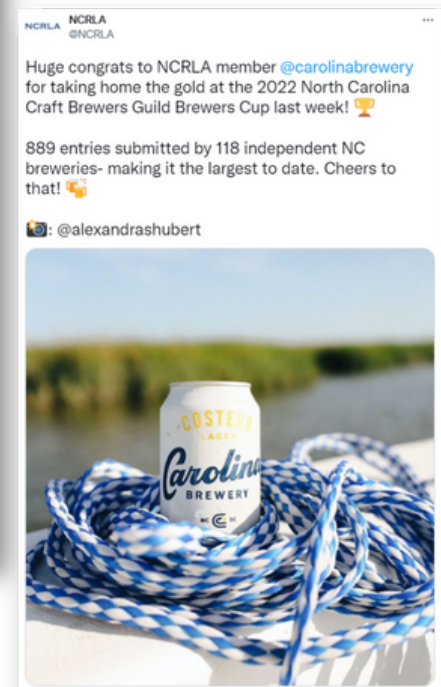 NCRLA NCRLA
@NCRLA
Huge congrats to NCRLA member @carolinabrewery
for taking home the gold at the 2022 North Carolina
Craft Brewers Guild Brewers Cup last week! 🏆
889 entries submitted by 118 independent NC
breweries- making it the largest to date. Cheers to
that! 🍻
📸: @alexandrashubert
LAGER
Carolina
BREWERY
NC SC